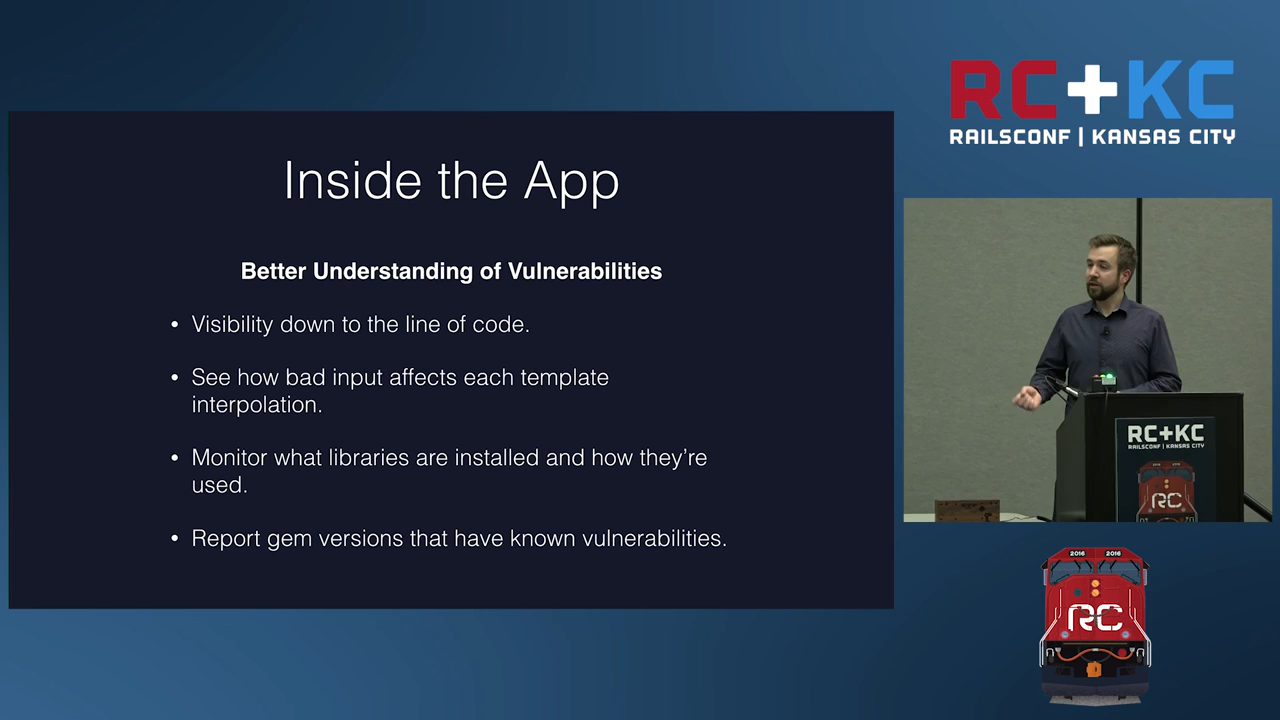 Inside the App
Better Understanding of Vulnerabilities
• Visibility down to the line of code.
• See how bad input affects each template
interpolation.
• Monitor what libraries are installed and how they’re
used.
• Report gem versions that have known vulnerabilities.
RC+KC
RAILSCONF | KANSAS CITY
RC+KC
RAILSCONF | KANSAS CITY
RC
2016 2016
RC